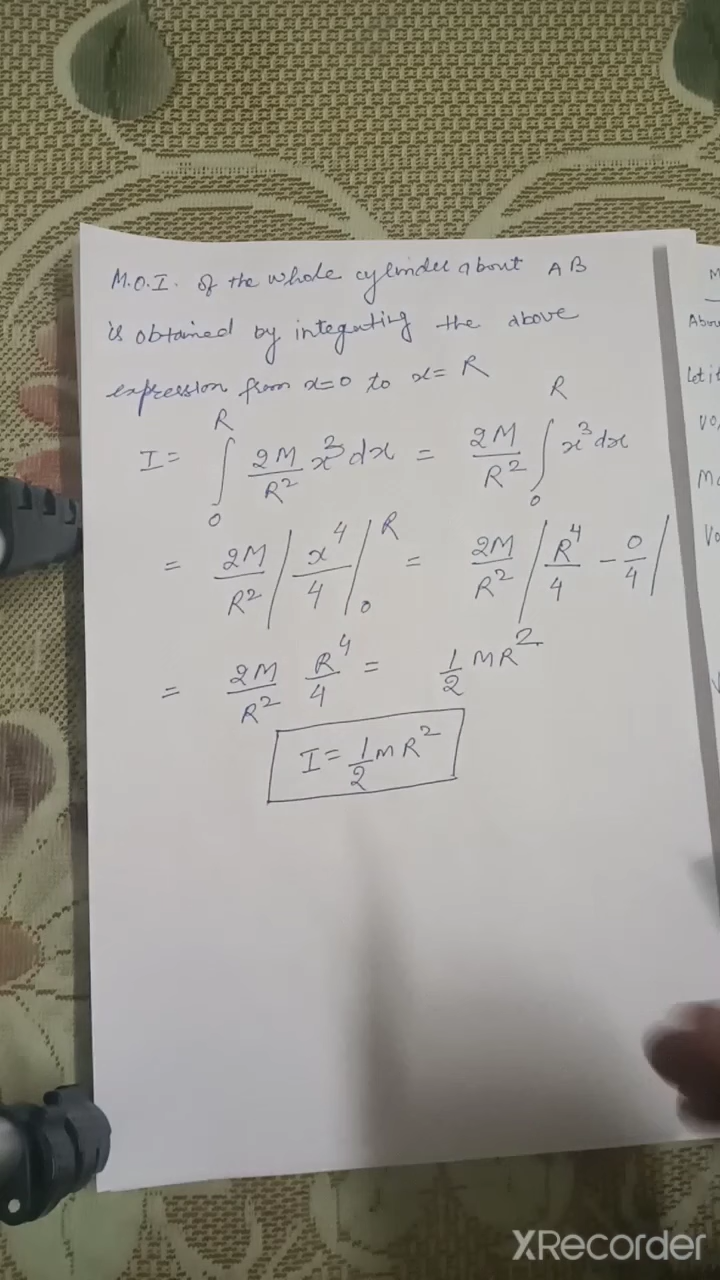 M.O.I. of the whole cylinder about AB
is obtained by integrating the above
expression from x=0 to x= R
I = ∫₀ᴿ 2M/R² x³ dx = 2M/R² ∫₀ᴿ x³ dx
= 2M/R² | x⁴/4 |₀ᴿ = 2M/R² | R⁴/4 - 0/4 |
= 2M/R² R⁴/4 = 1/2 MR²
I = 1/2 MR²
M
Let it
XRecorder